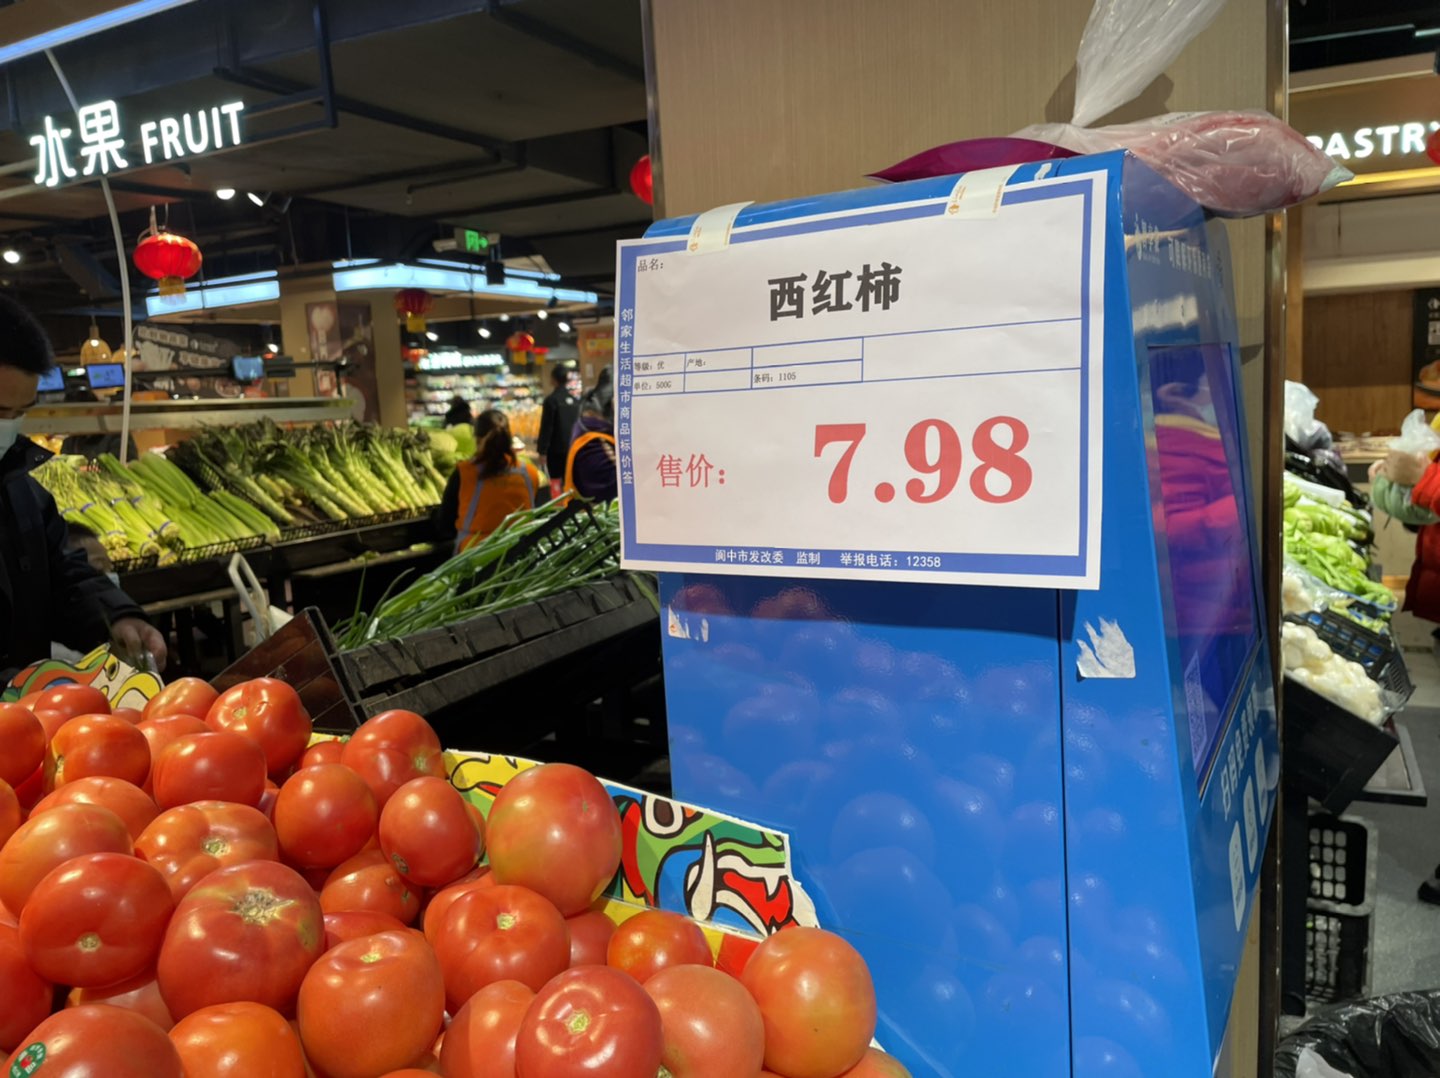 水果 FRUIT
PASTRY
品名：
西红柿
邻家生活超市商品标价签
等级：优
产地：
单位：500G
条码：1105
售价：
7.98
阆中市发改委 监制 举报电话：12358